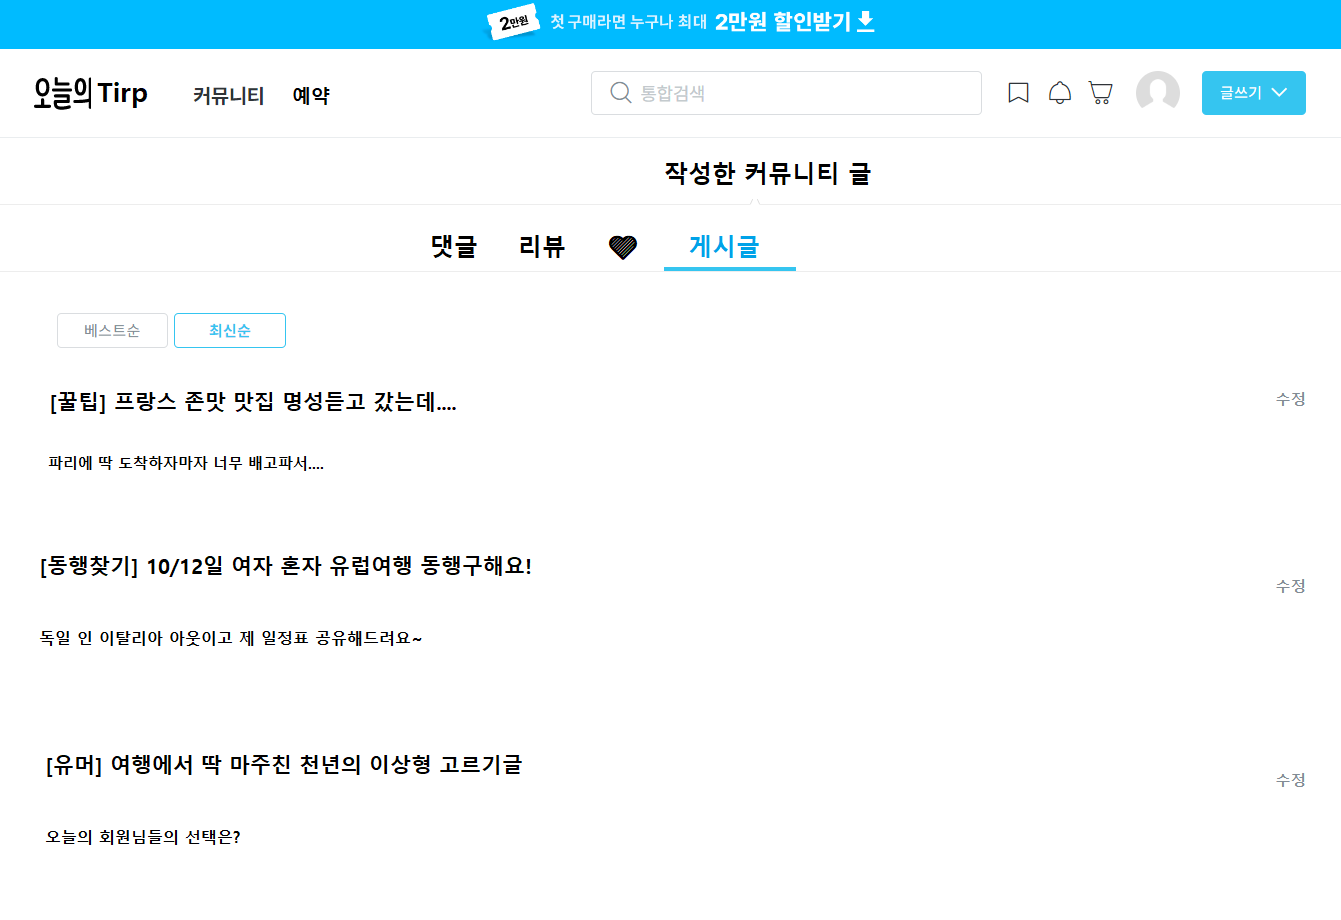 2만원 첫 구매라면 누구나 최대 2만원 할인받기
오늘의 Tirp 커뮤니티 예약 통합검색 글쓰기
작성한 커뮤니티 글
댓글 리뷰 게시글
베스트순 최신순
[꿀팁] 프랑스 존맛 맛집 명성듣고 갔는데.... 수정
파리에 딱 도착하자마자 너무 배고파서....
[동행찾기] 10/12일 여자 혼자 유럽여행 동행구해요!
수정
독일 인 이탈리아 아웃이고 제 일정표 공유해드려요~
[유머] 여행에서 딱 마주친 천년의 이상형 고르기글
수정
오늘의 회원님들의 선택은?